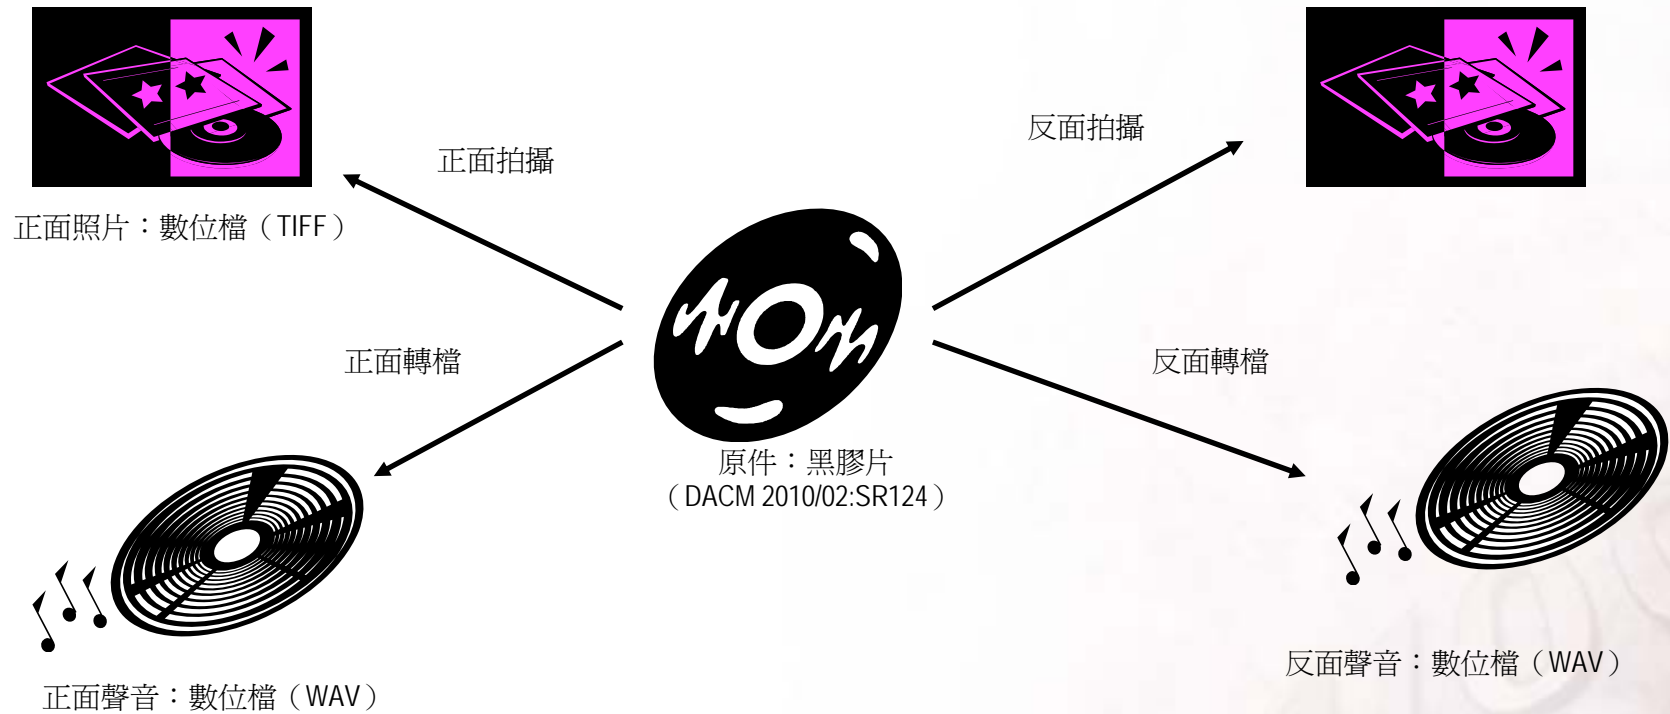 正面拍攝
反面拍攝
正面照片：數位檔（TIFF）
正面轉檔
反面轉檔
原件：黑膠片
（DACM 2010/02:SR124）
反面聲音：數位檔（WAV）
正面聲音：數位檔（WAV）